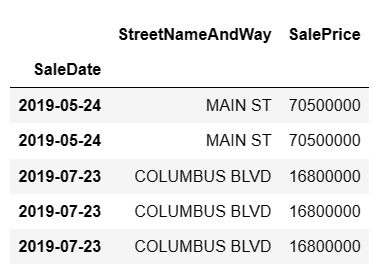 StreetNameAndWay SalePrice
SaleDate
2019-05-24 MAIN ST 70500000
2019-05-24 MAIN ST 70500000
2019-07-23 COLUMBUS BLVD 16800000
2019-07-23 COLUMBUS BLVD 16800000
2019-07-23 COLUMBUS BLVD 16800000